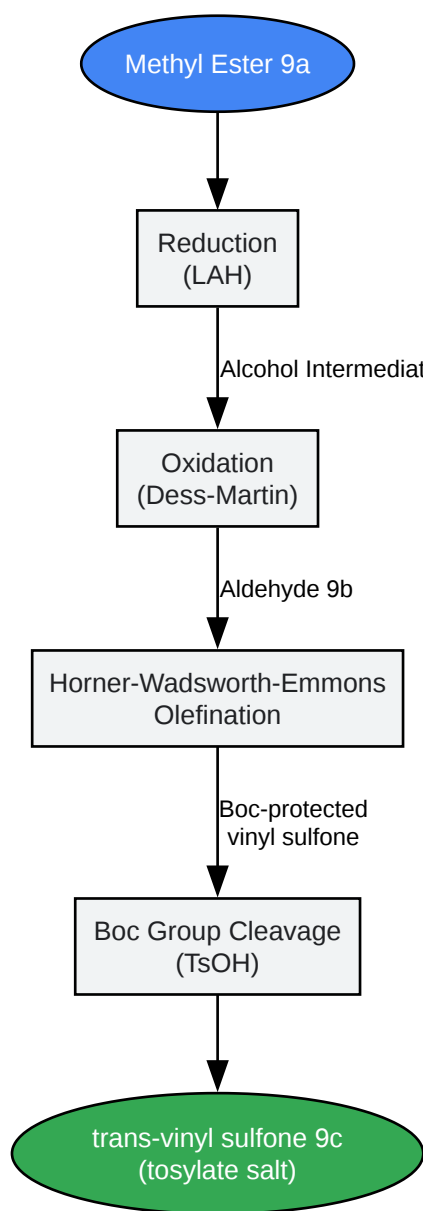 Methyl Ester 9a
Reduction
(LAH)
Alcohol Intermediat
Oxidation
(Dess-Martin)
Aldehyde 9b
Horner-Wadsworth-Emmons
Olefination
Boc-protected
vinyl sulfone
Boc Group Cleavage
(TsOH)
trans-vinyl sulfone 9c
(tosylate salt)